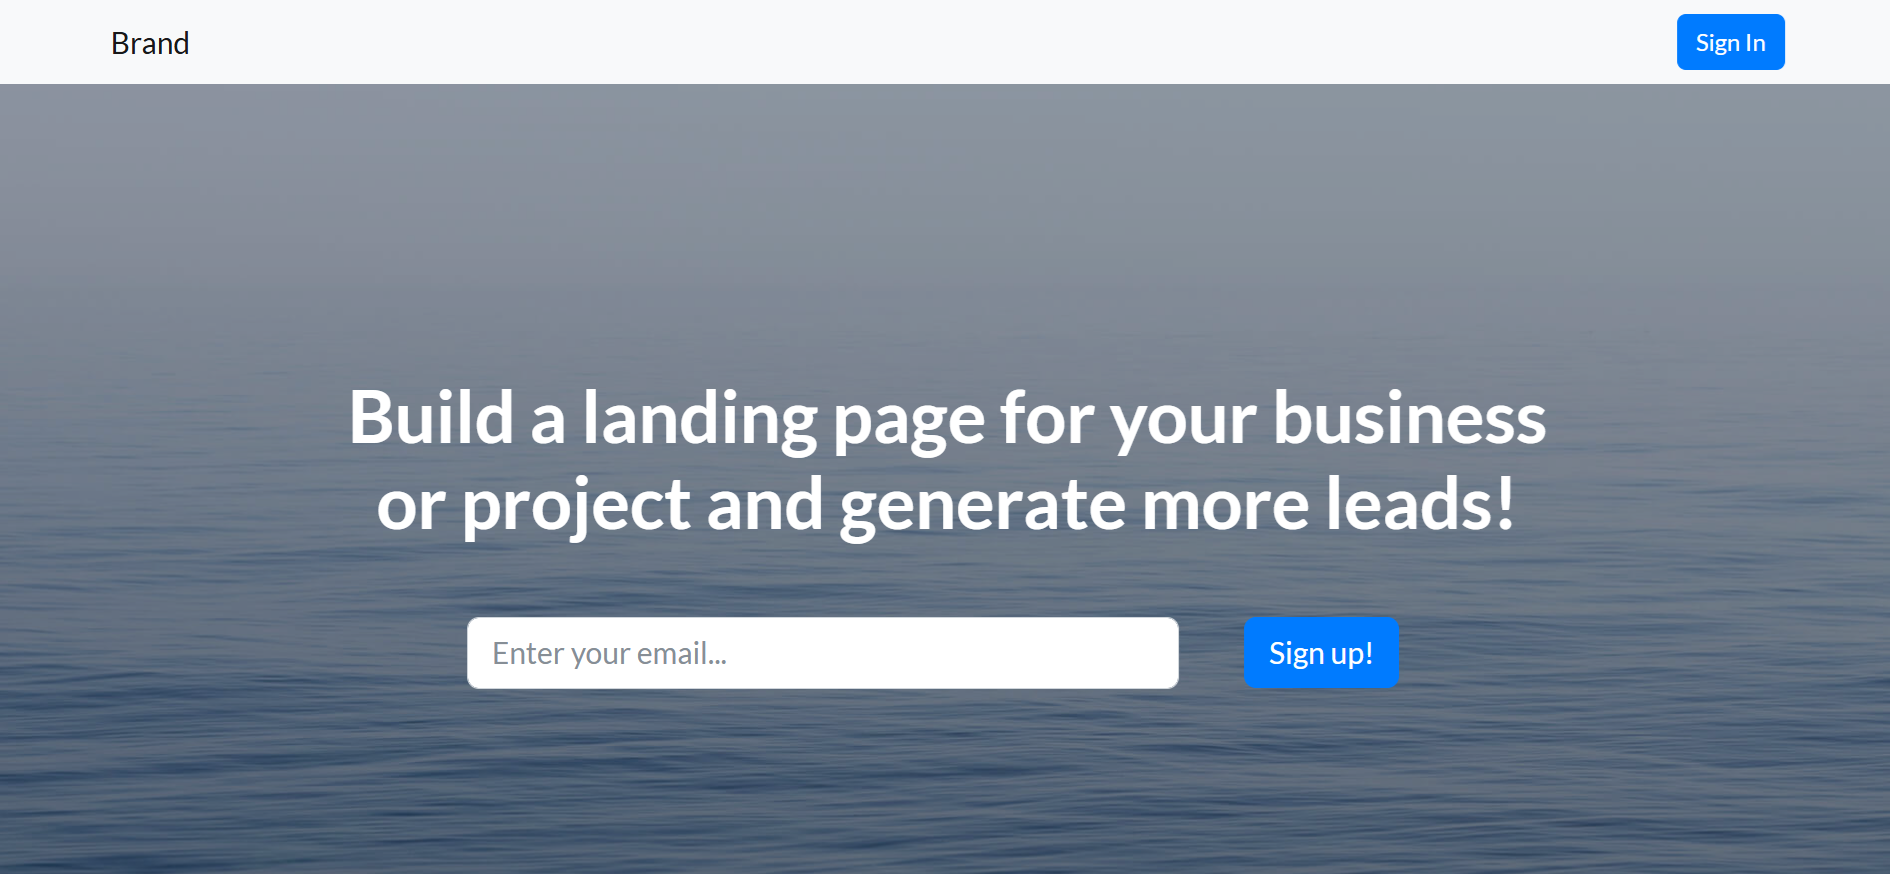 Brand
Sign In
Build a landing page for your business
or project and generate more leads!
Enter your email...
Sign up!